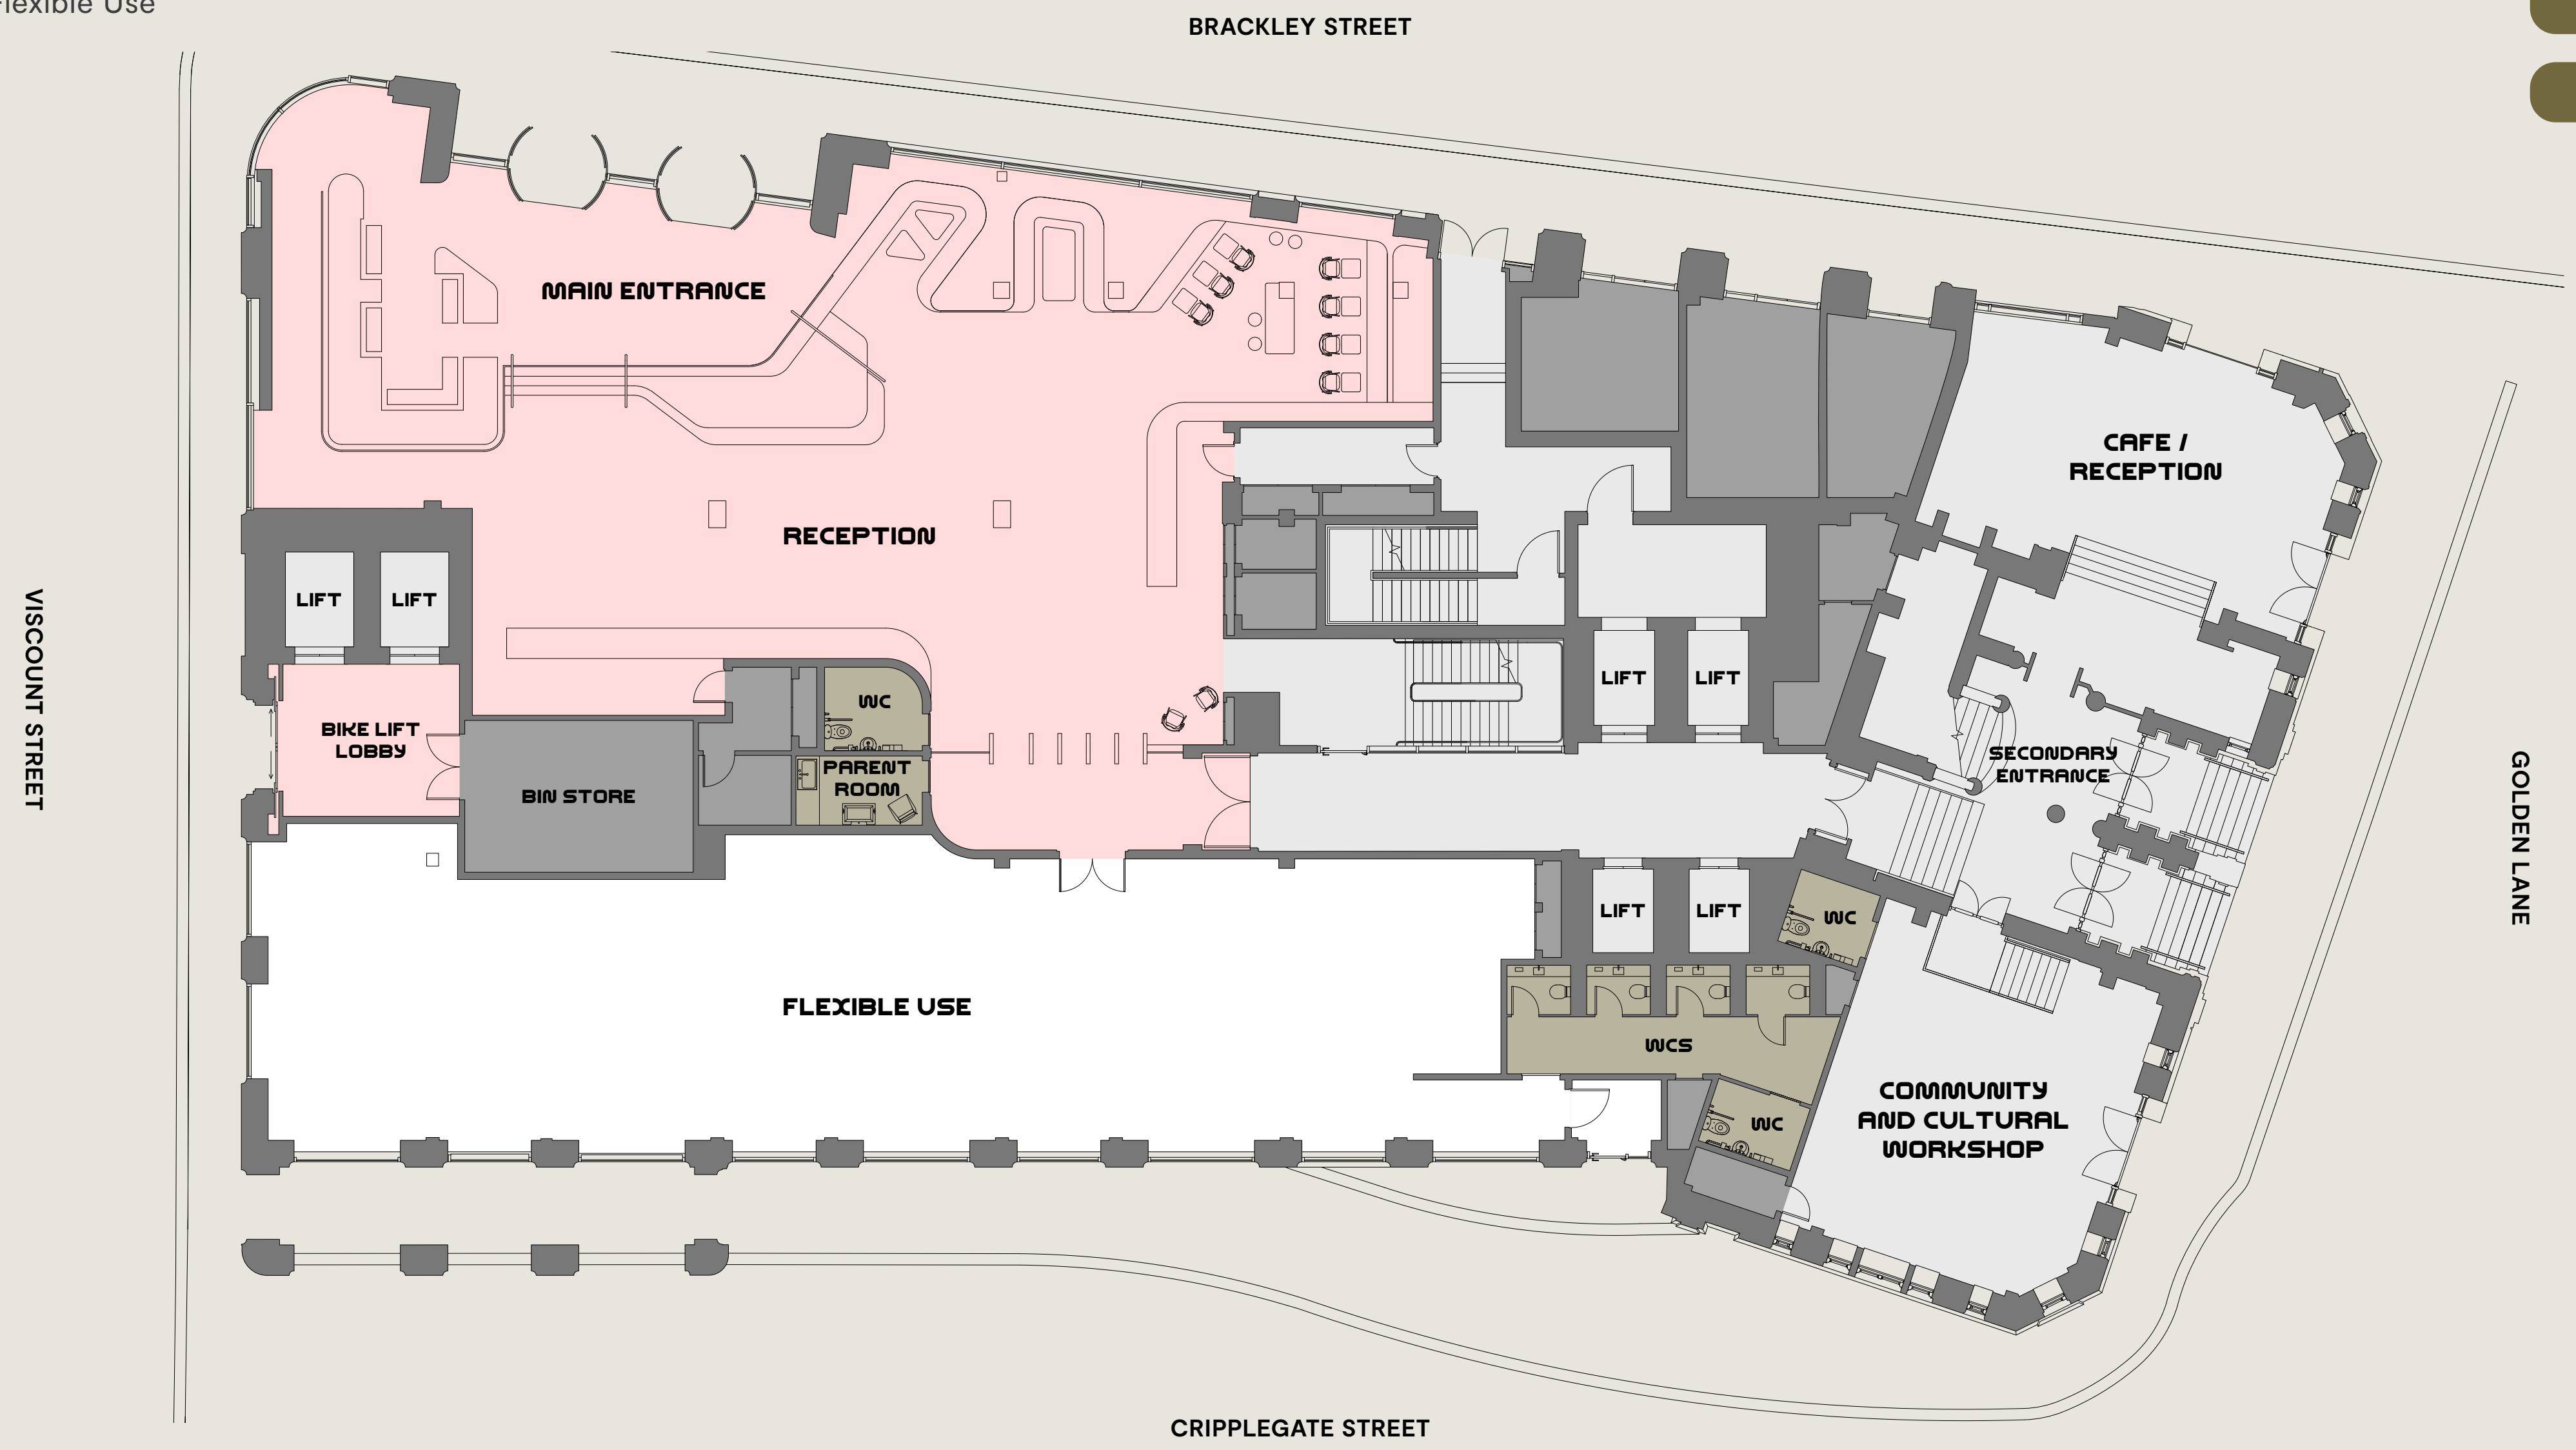 Flexible Use
BRACKLEY STREET
MAIN ENTRANCE
CAFE /
RECEPTION
RECEPTION
LIFT
LIFT
VISCOUNT STREET
BIKE LIFT
LOBBY
BIN STORE
WC
PARENT
ROOM
LIFT
LIFT
SECONDARY
ENTRANCE
GOLDEN LANE
LIFT
LIFT
WC
FLEXIBLE USE
WCS
WC
COMMUNITY
AND CULTURAL
WORKSHOP
CRIPPLEGATE STREET